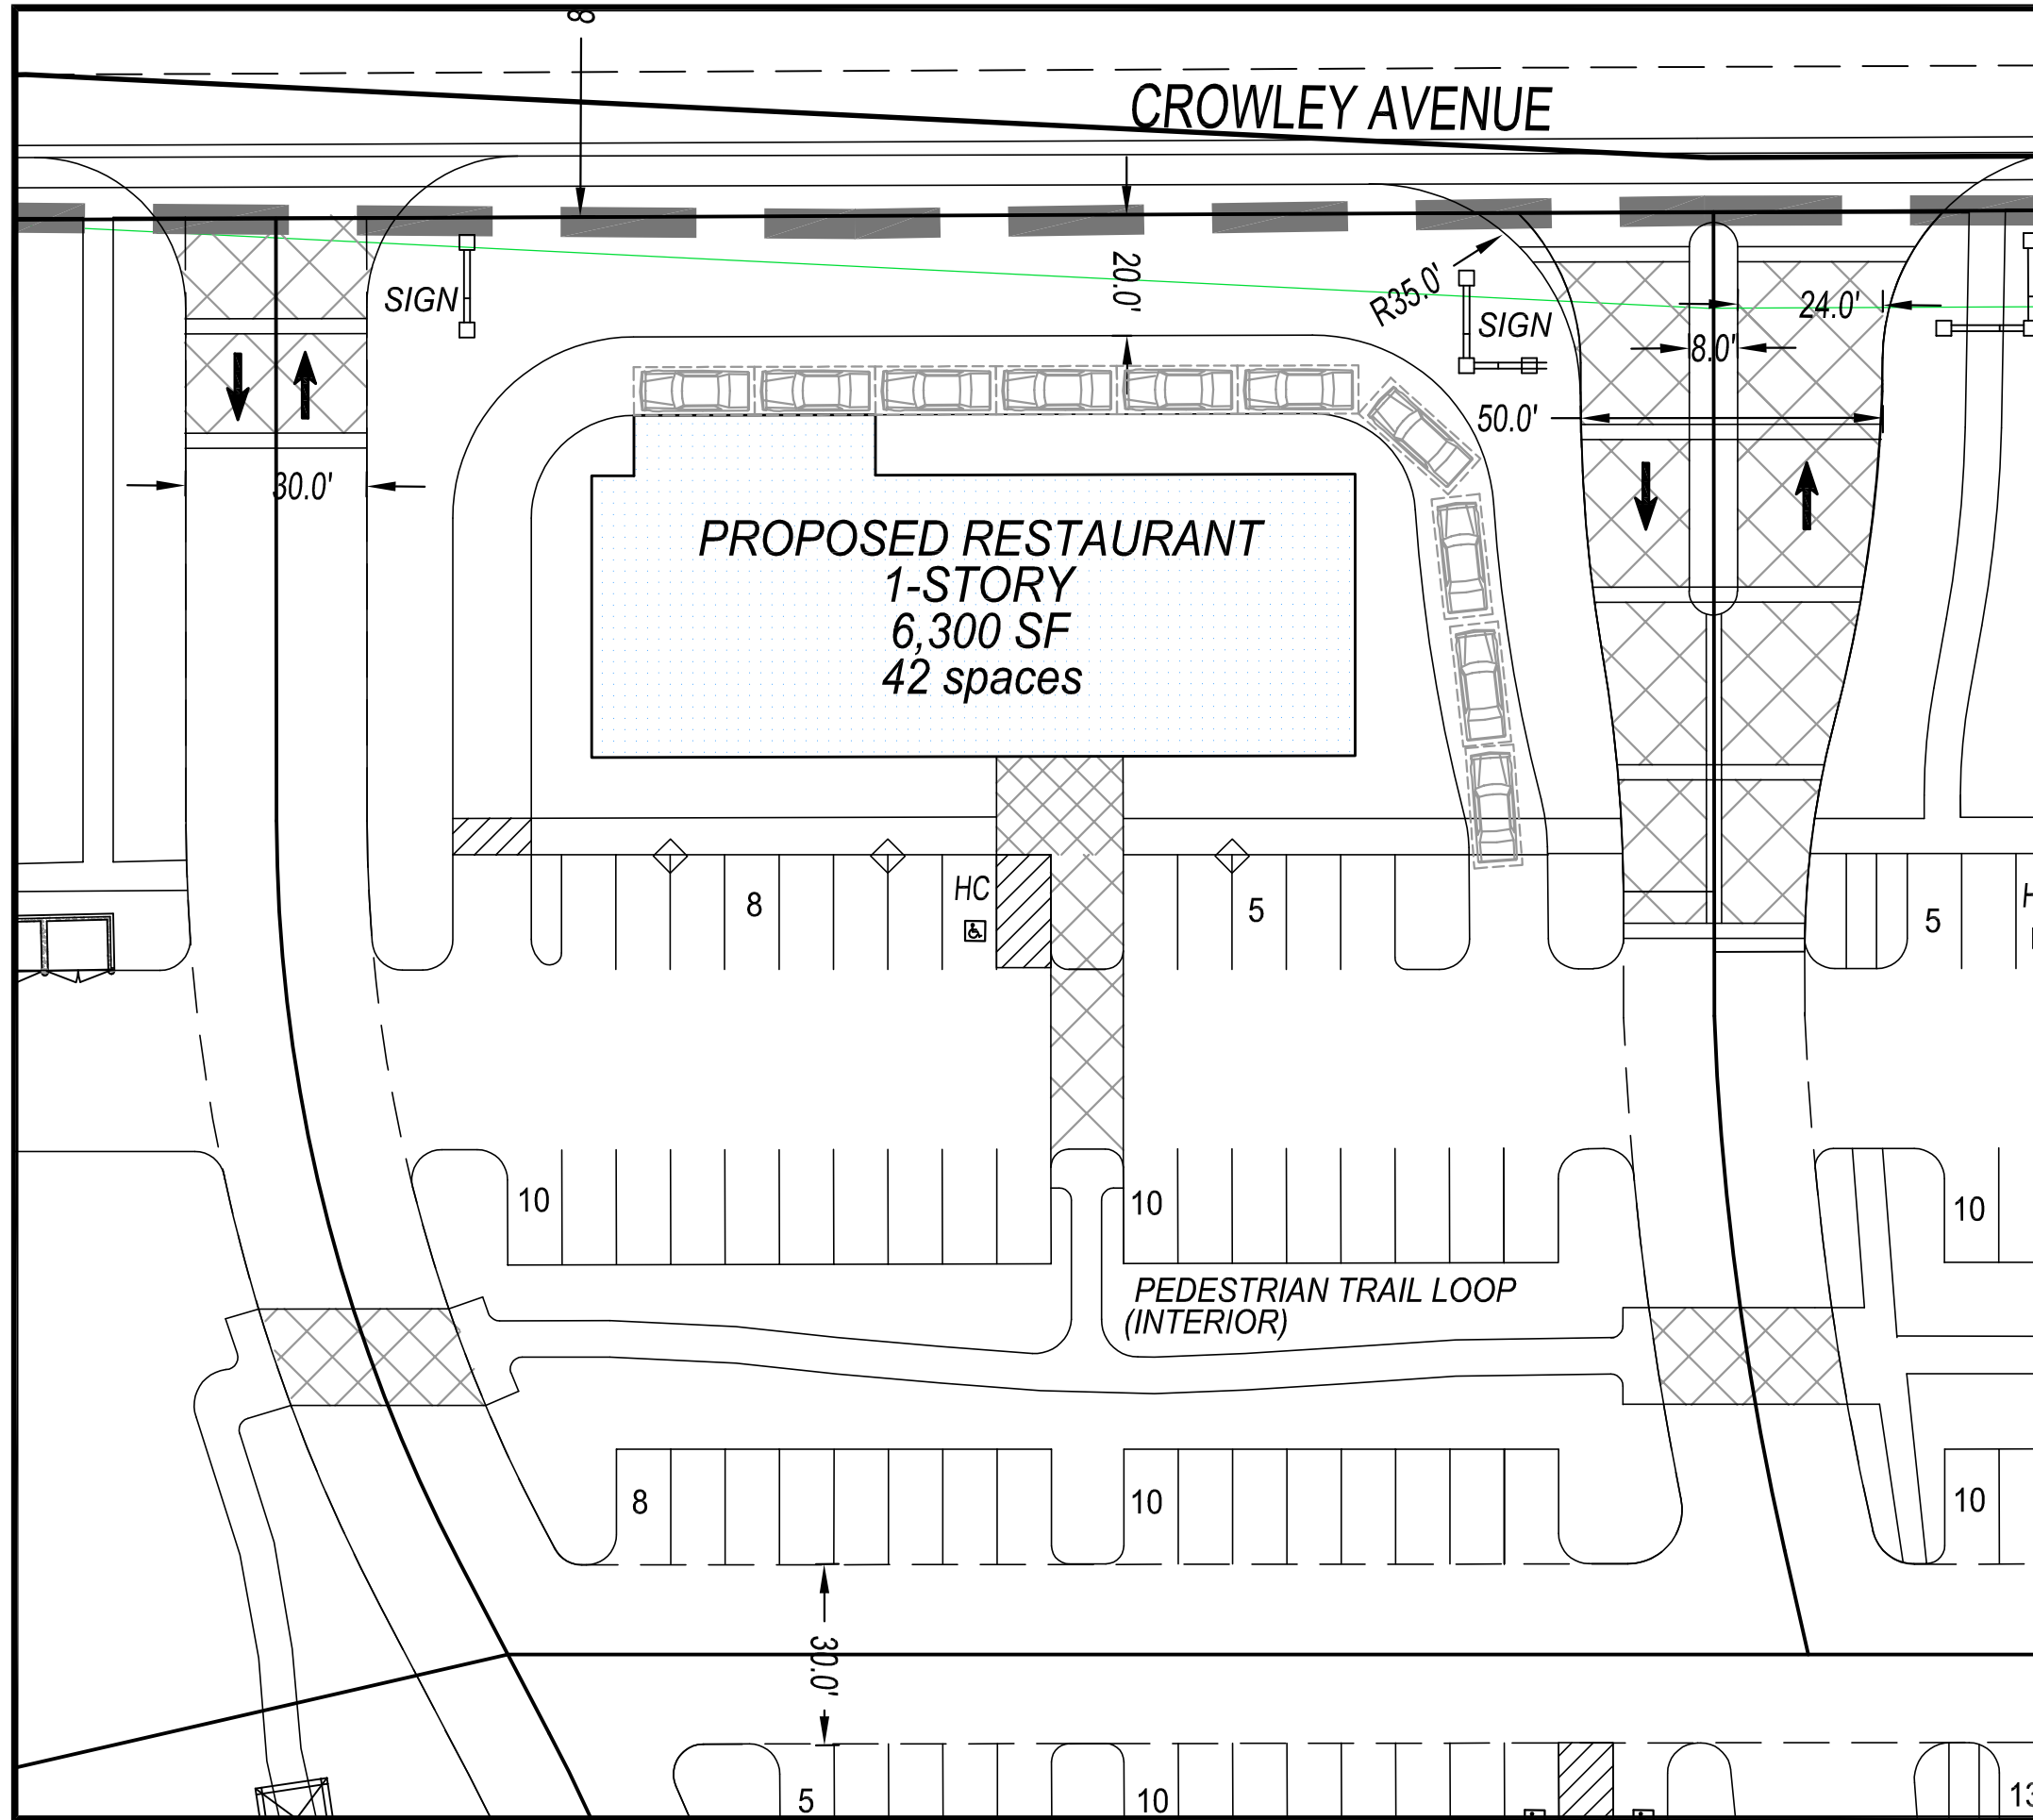 8
CROWLEY AVENUE
20.0'
R35.0'
SIGN
SIGN
24.0'
8.0'
50.0'
30.0'
PROPOSED RESTAURANT
1-STORY
6,300 SF
42 spaces
HC
8
5
5
10
10
10
PEDESTRIAN TRAIL LOOP
(INTERIOR)
8
10
10
30.0'
5
10
13